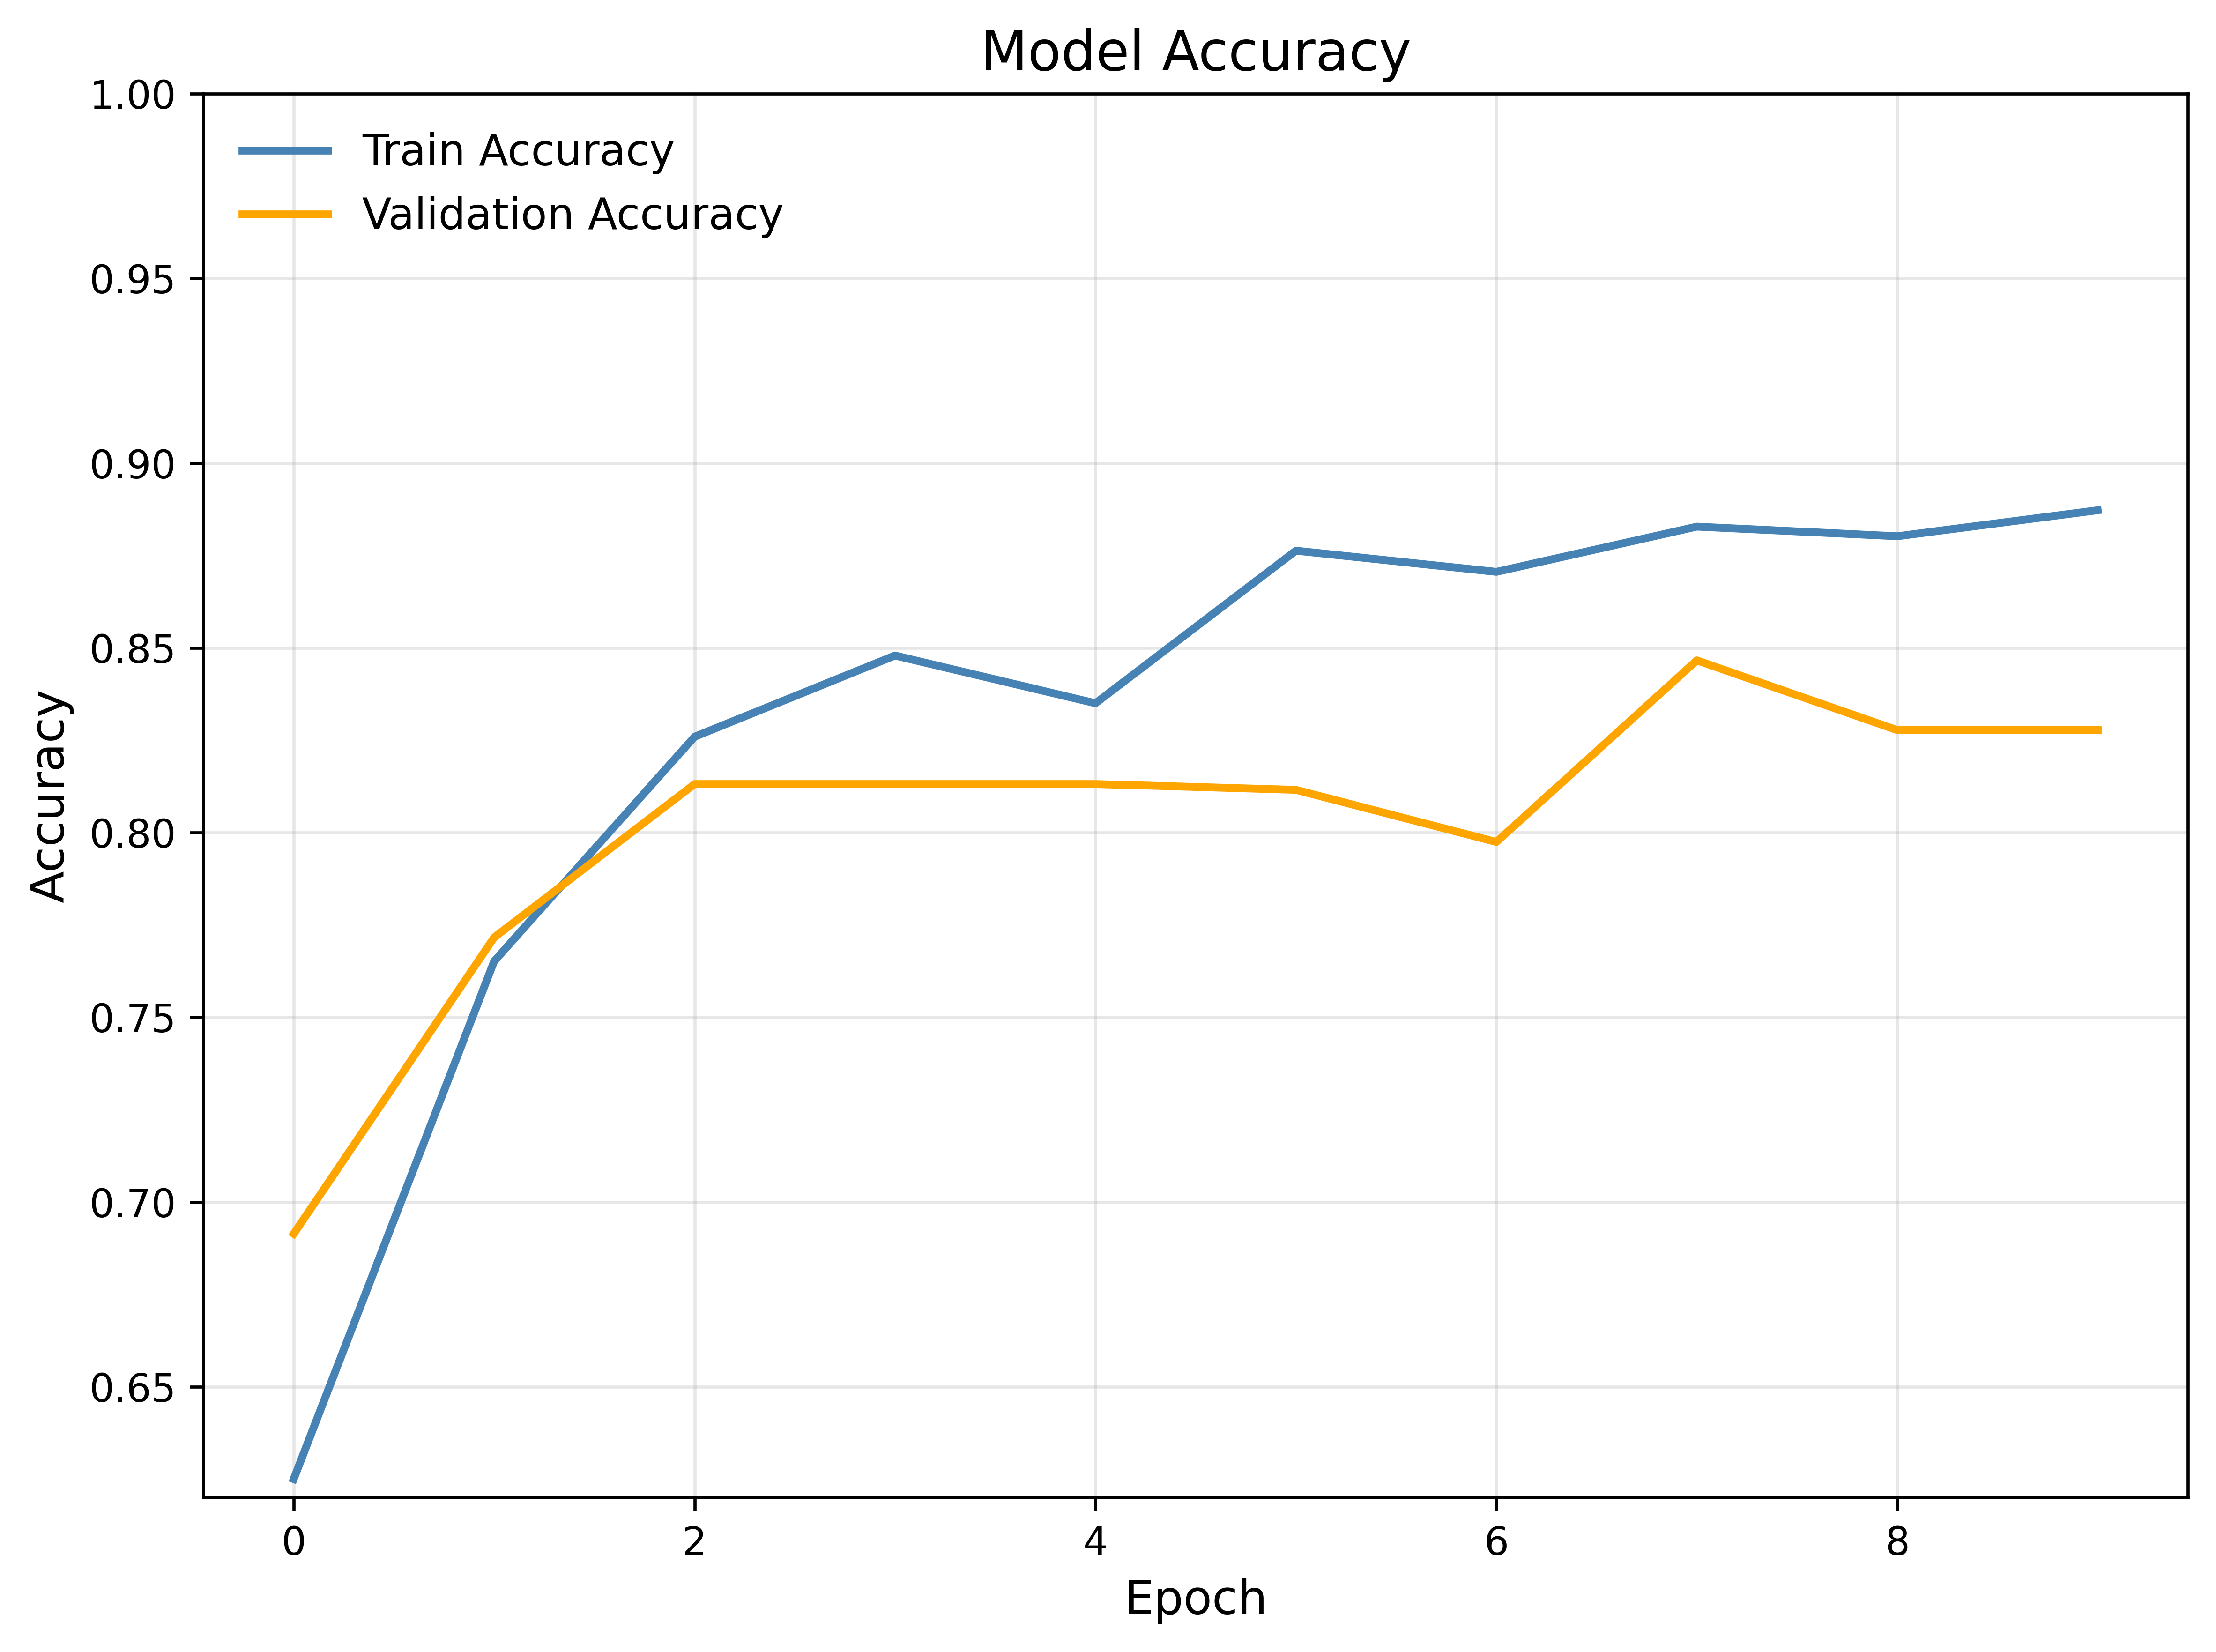 Model Accuracy
Train Accuracy
Validation Accuracy
1.00
0.95
0.90
0.85
0.80
0.75
0.70
0.65
Accuracy
0 2 4 6 8
Epoch